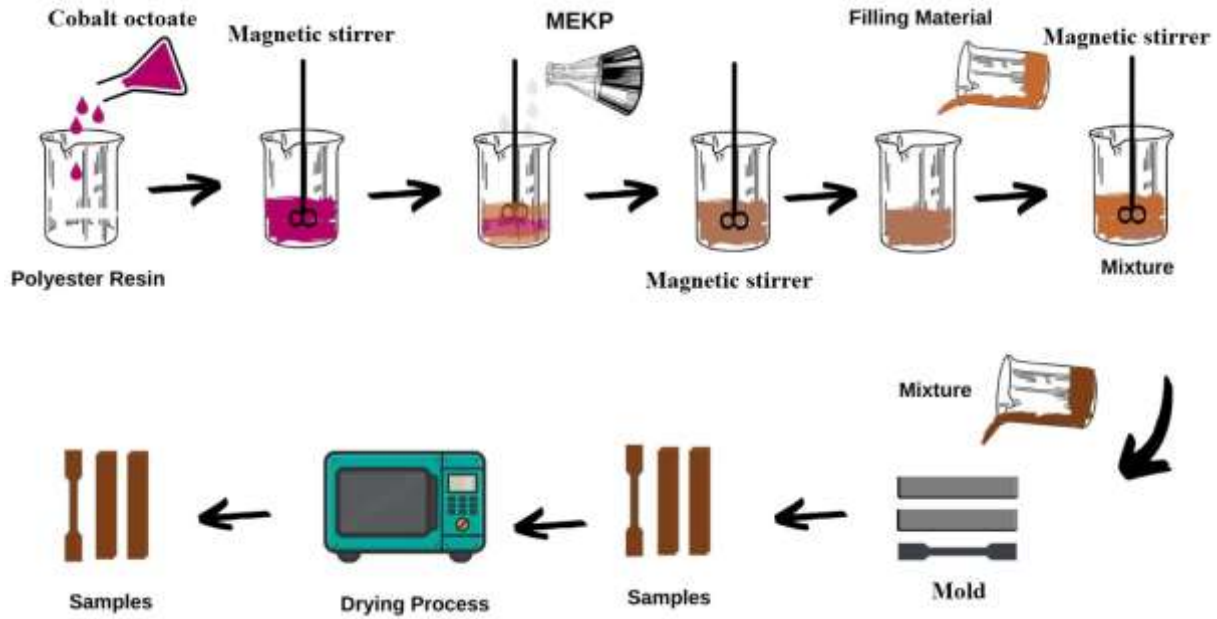 Cobalt octoate
Magnetic stirrer
MEKP
Filling Material
Magnetic stirrer
Polyester Resin
Magnetic stirrer
Mixture
Mixture
Samples
Drying Process
Samples
Mold